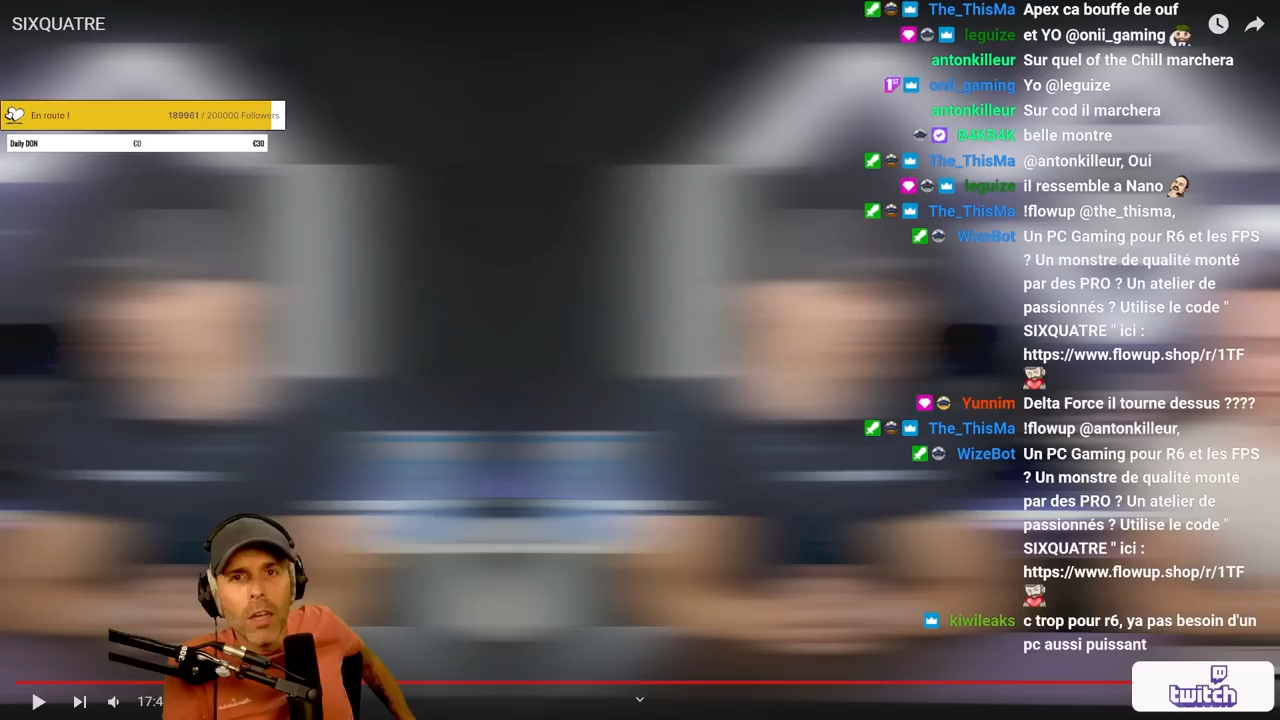 SIXQUATRE
En route !
189961 / 200000 Followers
Daily DON €0 €30
The_ThisMa Apex ca bouffe de ouf
leguize et YO @onii_gaming
antonkilleur Sur quel of the Chill marchera
onii_gaming Yo @leguize
antonkilleur Sur cod il marchera
B4KB4K belle montre
The_ThisMa @antonkilleur, Oui
leguize il ressemble a Nano
The_ThisMa !flowup @the_thisma,
WizeBot Un PC Gaming pour R6 et les FPS
? Un monstre de qualité monté
par des PRO ? Un atelier de
passionnés ? Utilise le code "
SIXQUATRE " ici :
https://www.flowup.shop/r/1TF
Yunnim Delta Force il tourne dessus ????
The_ThisMa !flowup @antonkilleur,
WizeBot Un PC Gaming pour R6 et les FPS
? Un monstre de qualité monté
par des PRO ? Un atelier de
passionnés ? Utilise le code "
SIXQUATRE " ici :
https://www.flowup.shop/r/1TF
kiwileaks c trop pour r6, ya pas besoin d'un
pc aussi puissant
17:4
twitch